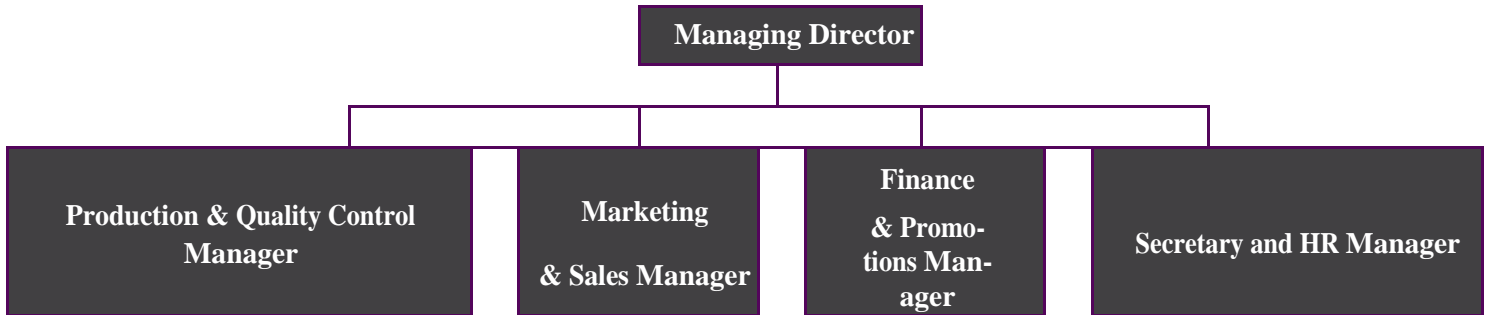 Managing Director
Production & Quality Control
Manager
Marketing
& Sales Manager
Finance
& Promo-
tions Man-
ager
Secretary and HR Manager